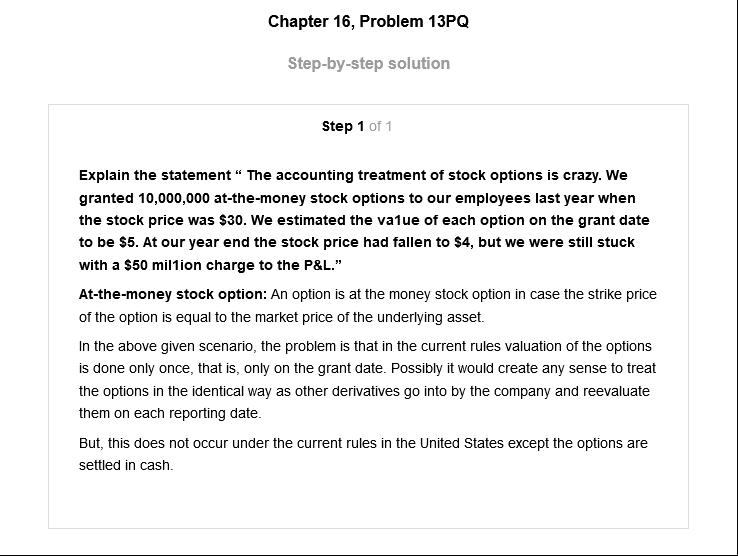 Chapter 16, Problem 13PQ
Step-by-step solution
Step 1 of 1
Explain the statement “ The accounting treatment of stock options is crazy. We
granted 10,000,000 at-the-money stock options to our employees last year when
the stock price was $30. We estimated the va1ue of each option on the grant date
to be $5. At our year end the stock price had fallen to $4, but we were still stuck
with a $50 mil1ion charge to the P&L.”
At-the-money stock option: An option is at the money stock option in case the strike price
of the option is equal to the market price of the underlying asset.
In the above given scenario, the problem is that in the current rules valuation of the options
is done only once, that is, only on the grant date. Possibly it would create any sense to treat
the options in the identical way as other derivatives go into by the company and reevaluate
them on each reporting date.
But, this does not occur under the current rules in the United States except the options are
settled in cash.